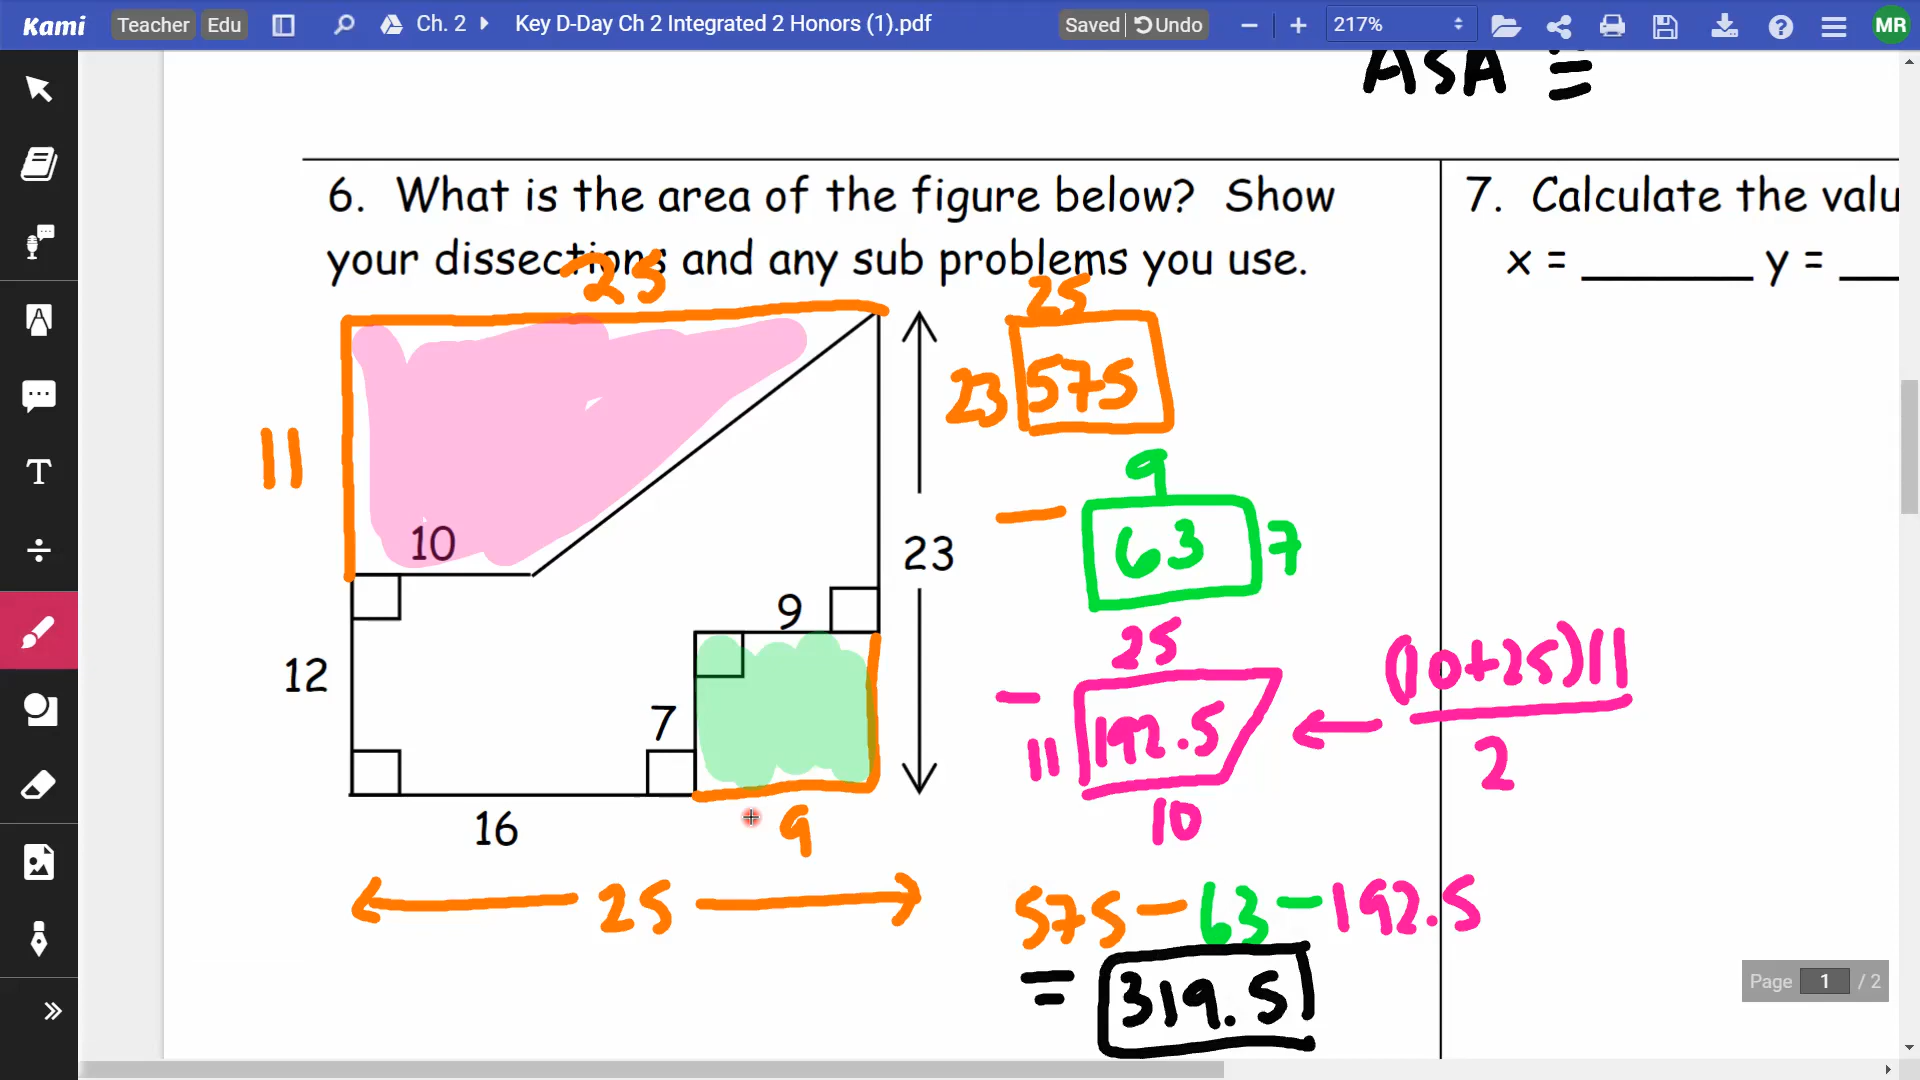 Kami Teacher Edu Ch. 2 Key D-Day Ch 2 Integrated 2 Honors (1).pdf Saved Undo 217% MR
ASA ≅
6. What is the area of the figure below? Show
your dissections and any sub problems you use.
7. Calculate the valu
x = ________ y = ___
25
11
10
12
16
7
9
23
9
25
25
23 575
−
9
63 7
−
25
11 192.5
10
← (10+25)11
2
575 − 63 − 192.5
= 319.5
Page 1 / 2